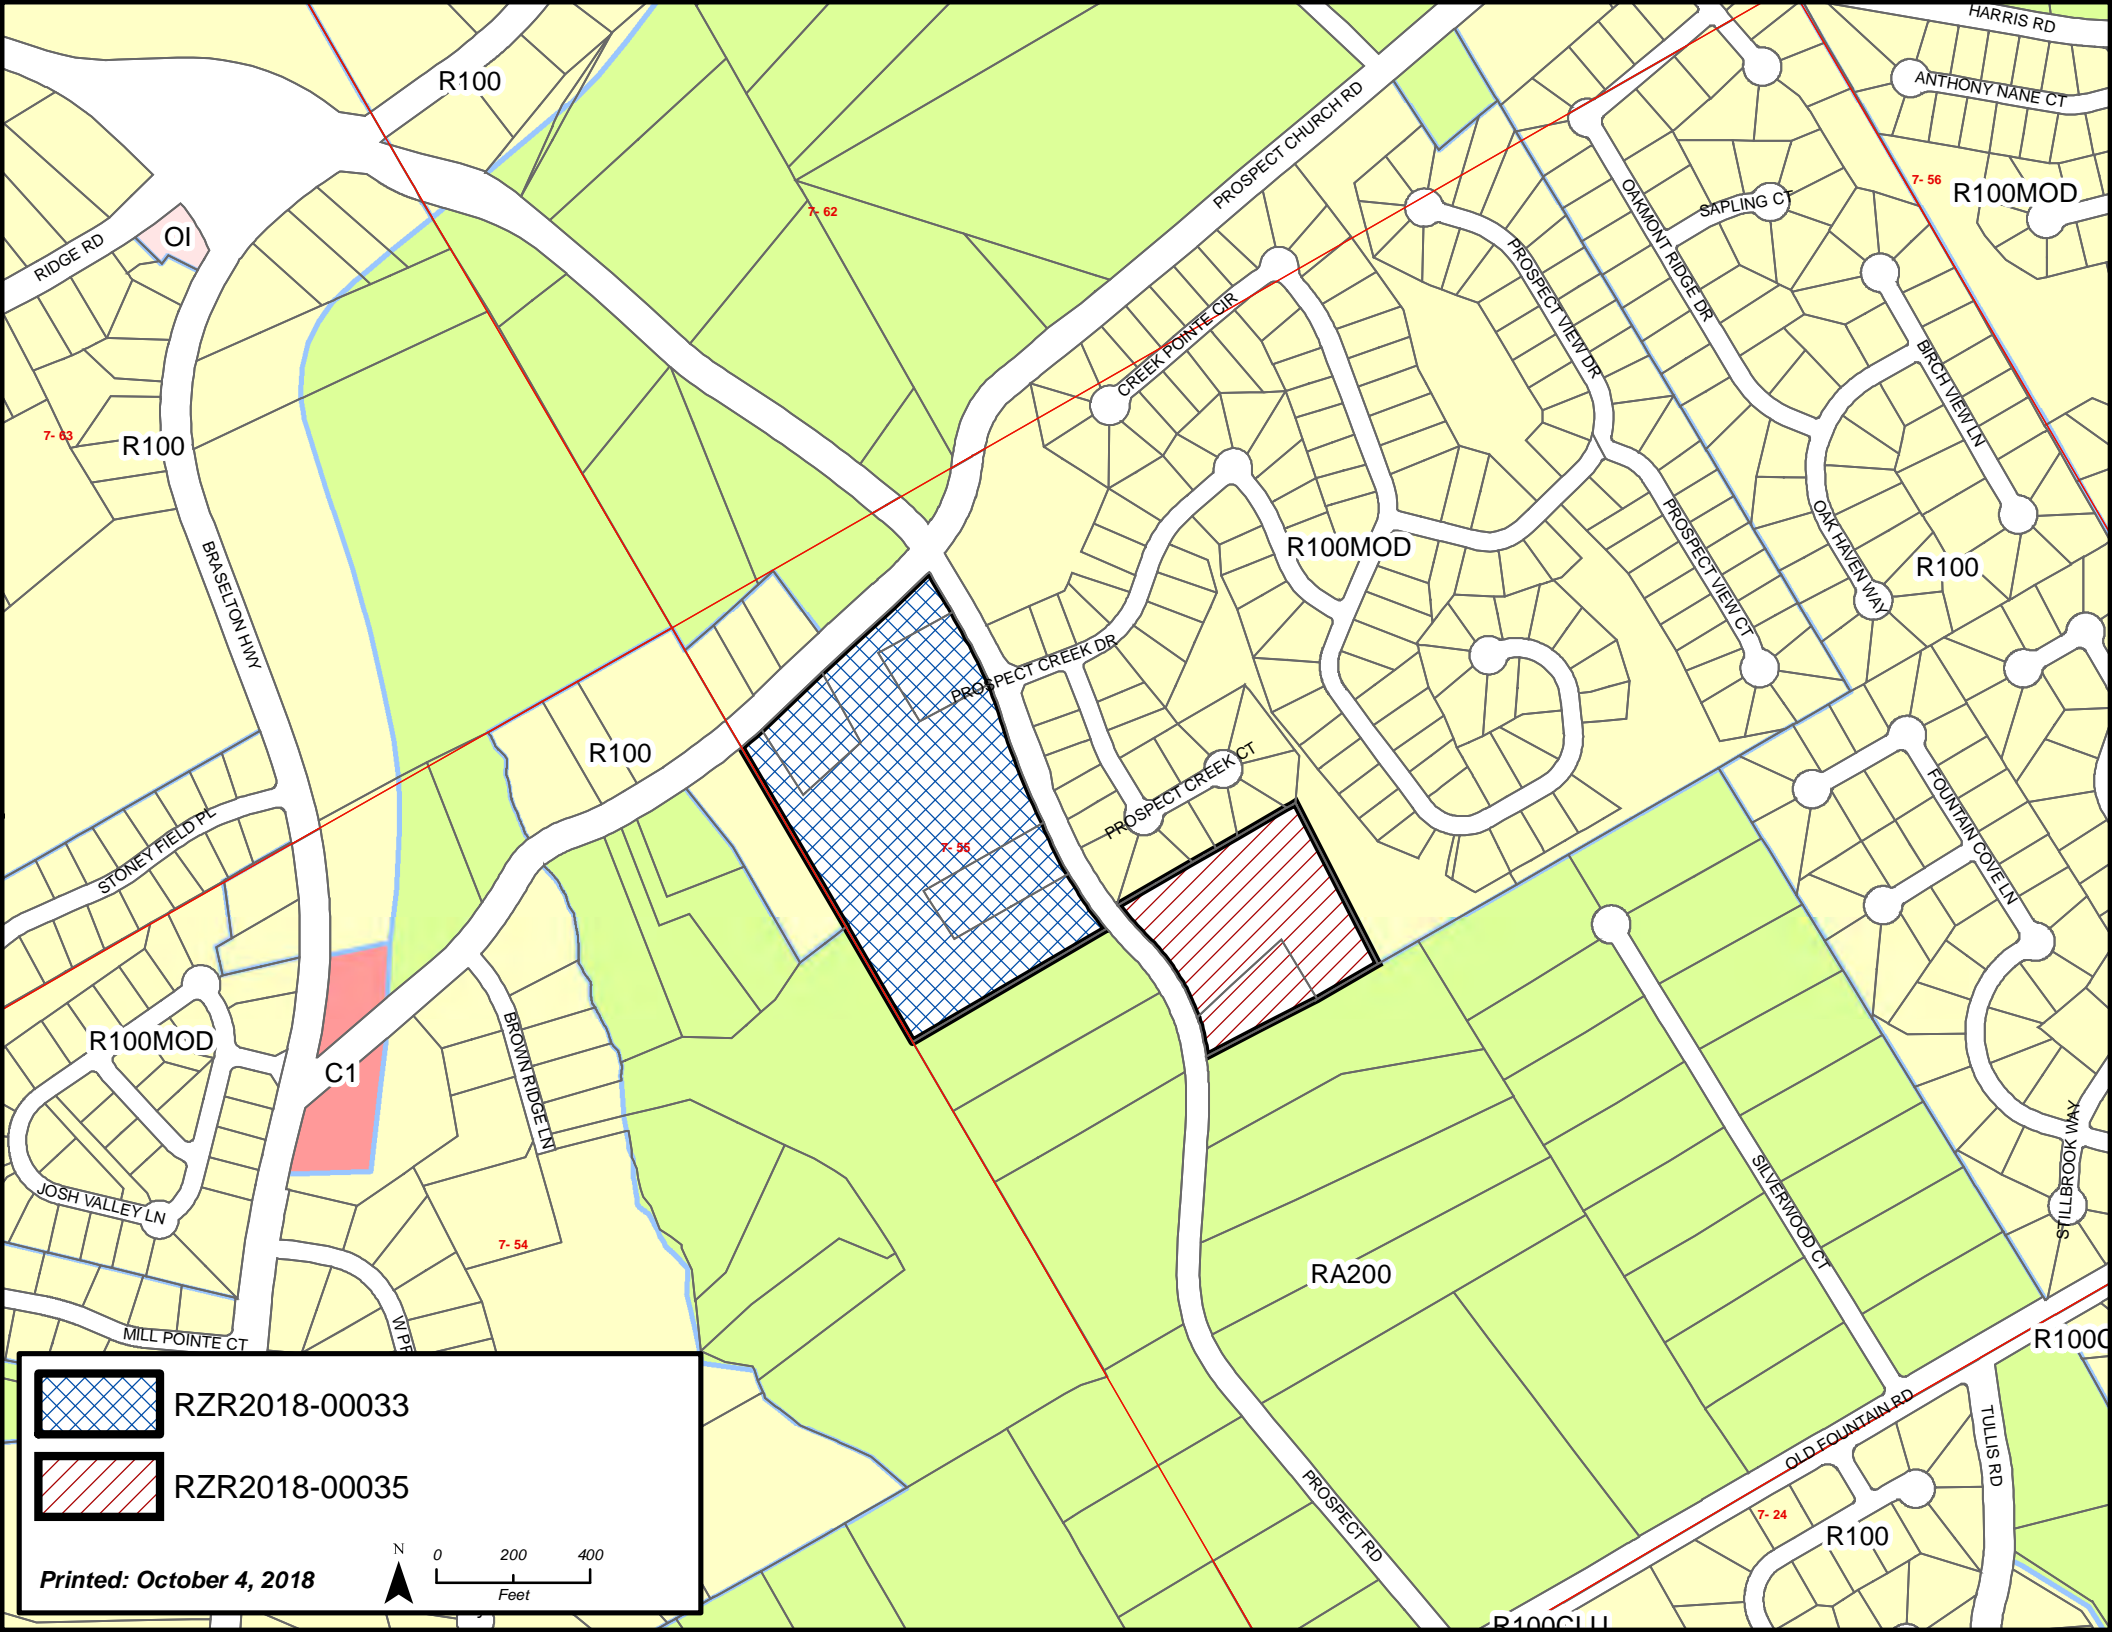 HARRIS RD
R100
ANTHONY NANE CT
PROSPECT CHURCH RD
7- 56
R100MOD
7- 62
OAKMONT RIDGE DR
SAPLING CT
OI
RIDGE RD
PROSPECT VIEW DR
CREEK POINTE CIR
BIRCH VIEW LN
7- 63
R100
R100MOD
PROSPECT VIEW CT
OAK HAVEN WAY
R100
BRASELTON HWY
PROSPECT CREEK DR
R100
PROSPECT CREEK CT
STONEY FIELD PL
7- 55
FOUNTAIN COVE LN
R100MOD
C1
BROWN RIDGE LN
STILLBROOK WAY
JOSH VALLEY LN
SILVERWOOD CT
7- 54
RA200
MILL POINTE CT
W PR
R100C
OLD FOUNTAIN RD
TULLIS RD
PROSPECT RD
7- 24
R100
R100CLU
RZR2018-00033
RZR2018-00035
N
0 200 400
Feet
Printed: October 4, 2018